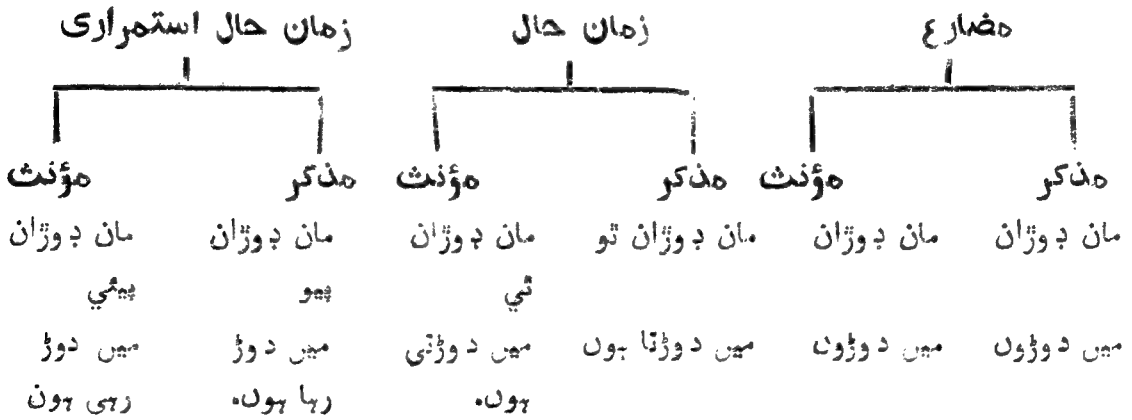 مضارع زمان حال زمان حال استمراری
مذکر مؤنث مذکر مؤنث مذکر مؤنث
مان ڊوڙان مان ڊوڙان مان ڊوڙان ٿو مان ڊوڙان مان ڊوڙان مان ڊوڙان
ٿي پيو پيئي
میں دوڑوں میں دوڑوں میں دوڑتا ہوں میں دوڑتی میں دوڑ میں دوڑ
ہوں۔ رہا ہوں۔ رہی ہون